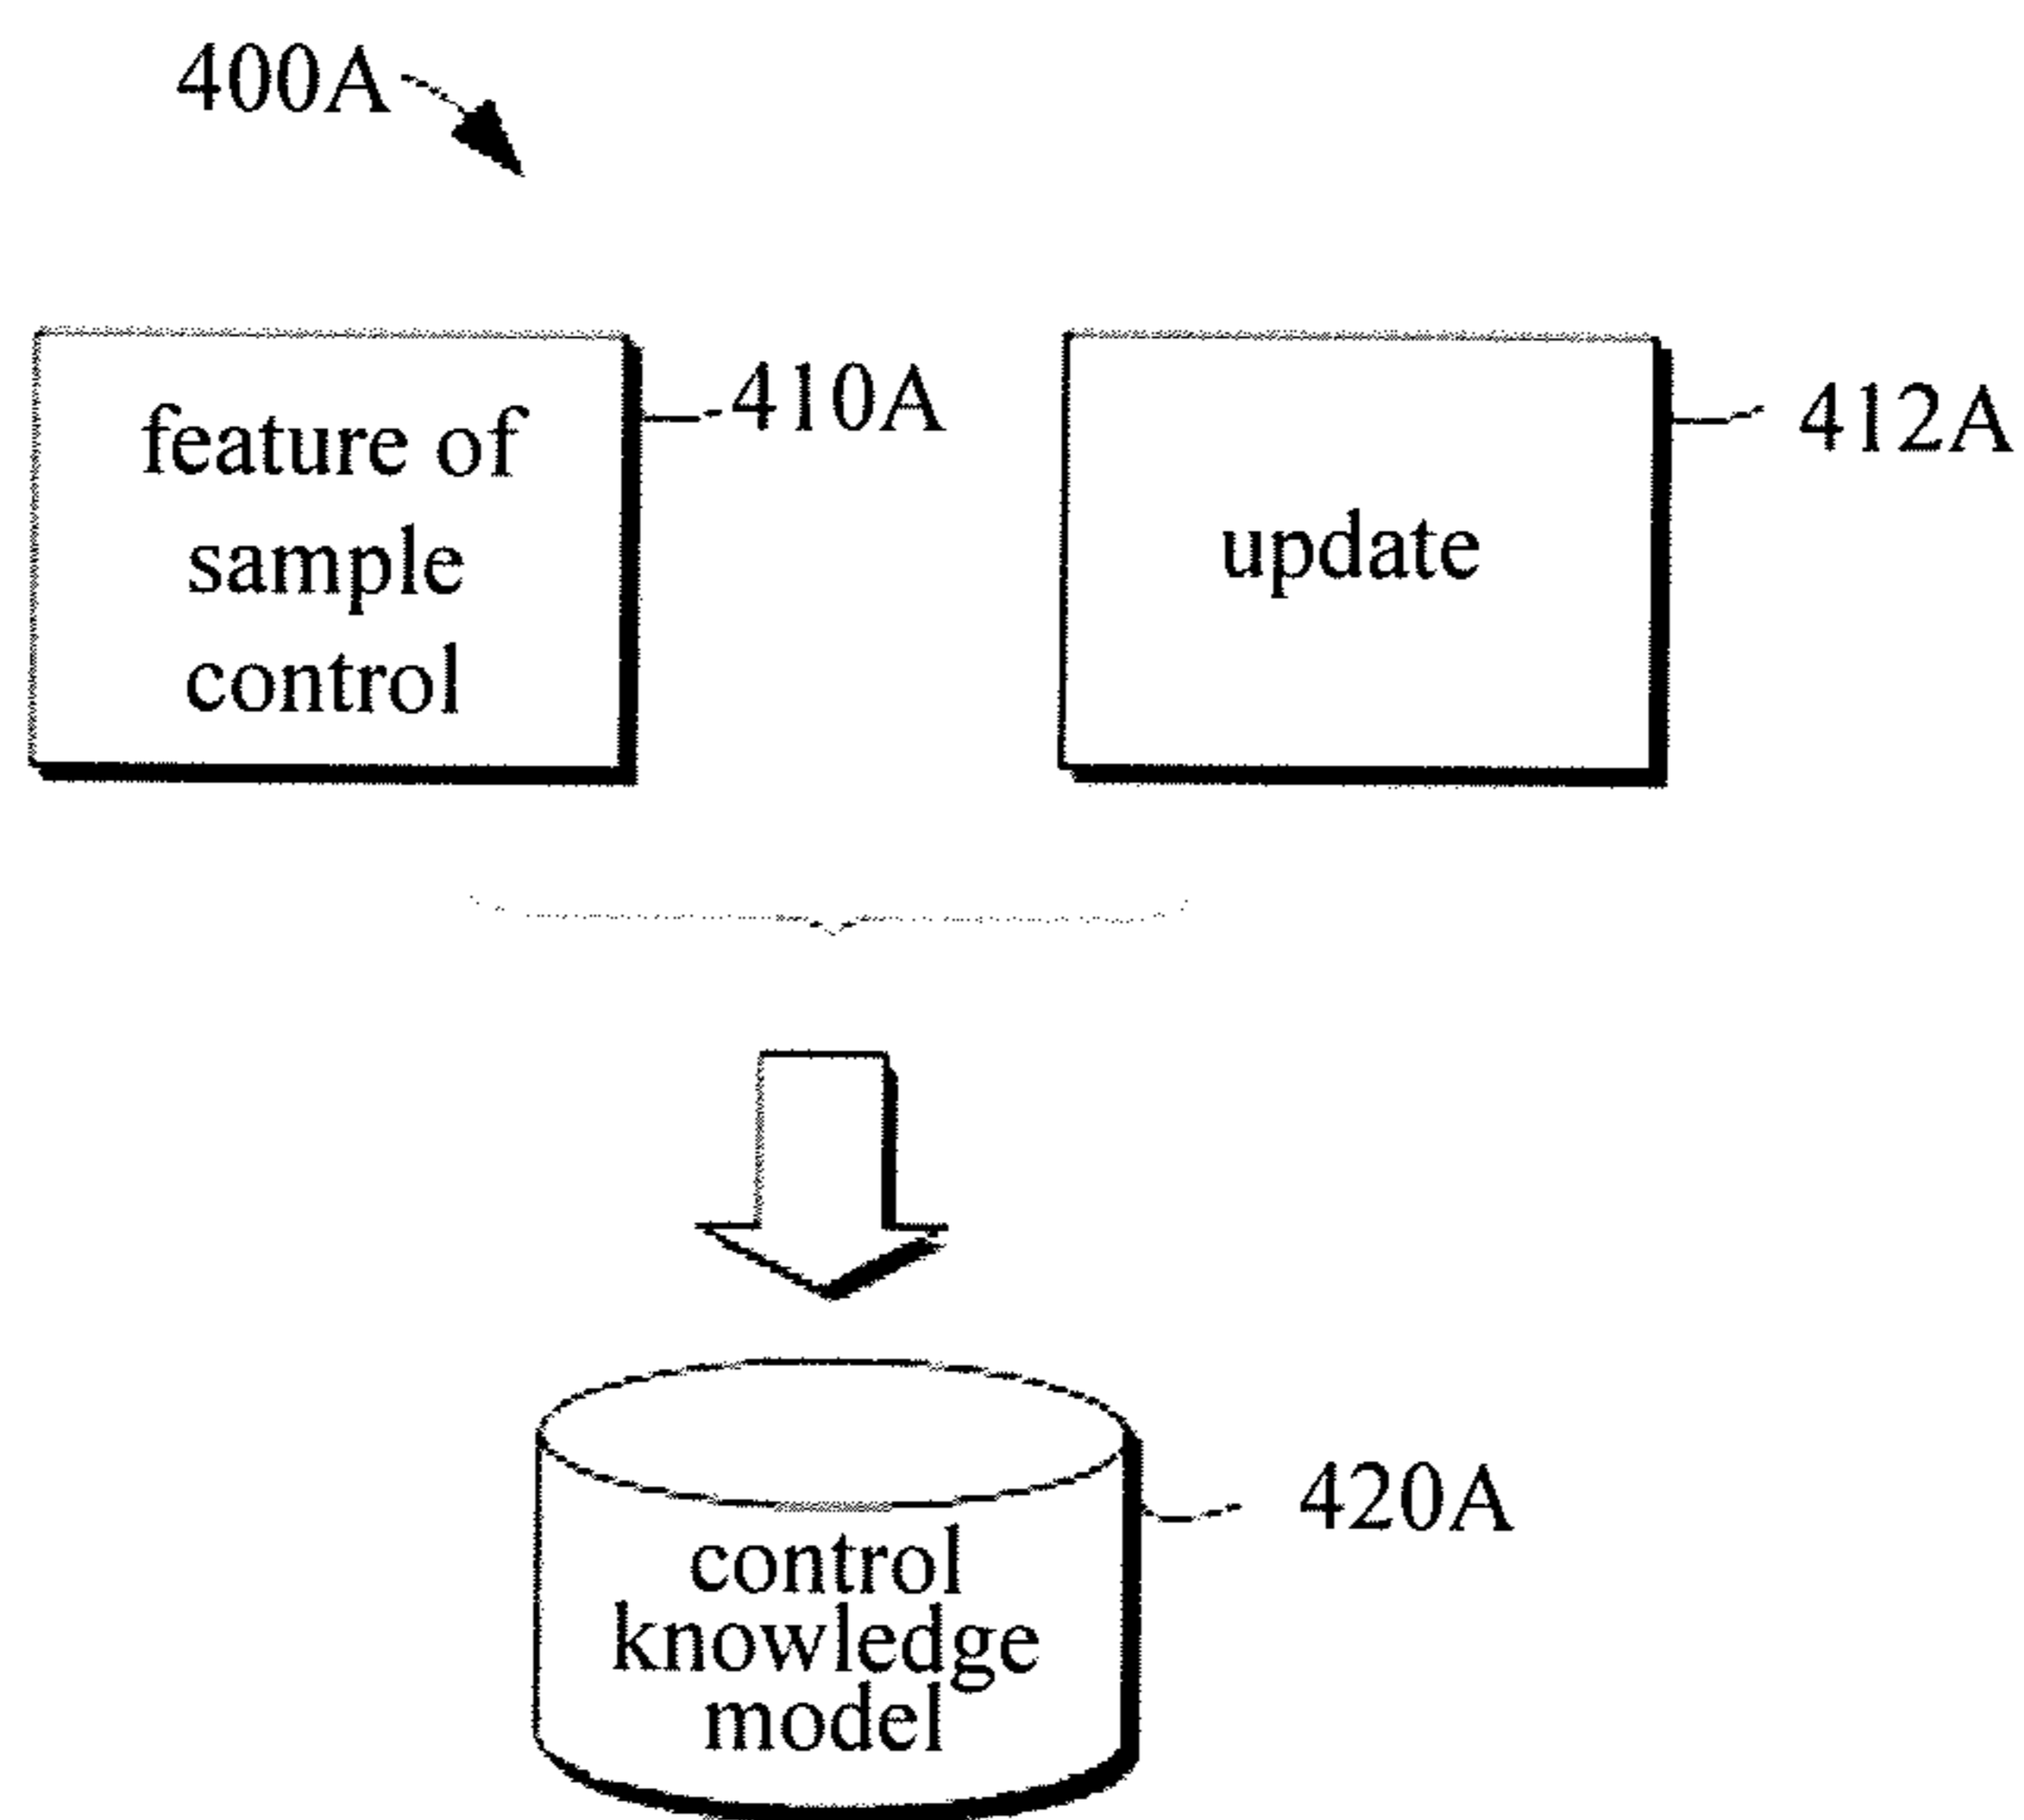 400A
feature of
sample
control
410A
update
412A
control
knowledge
model
420A